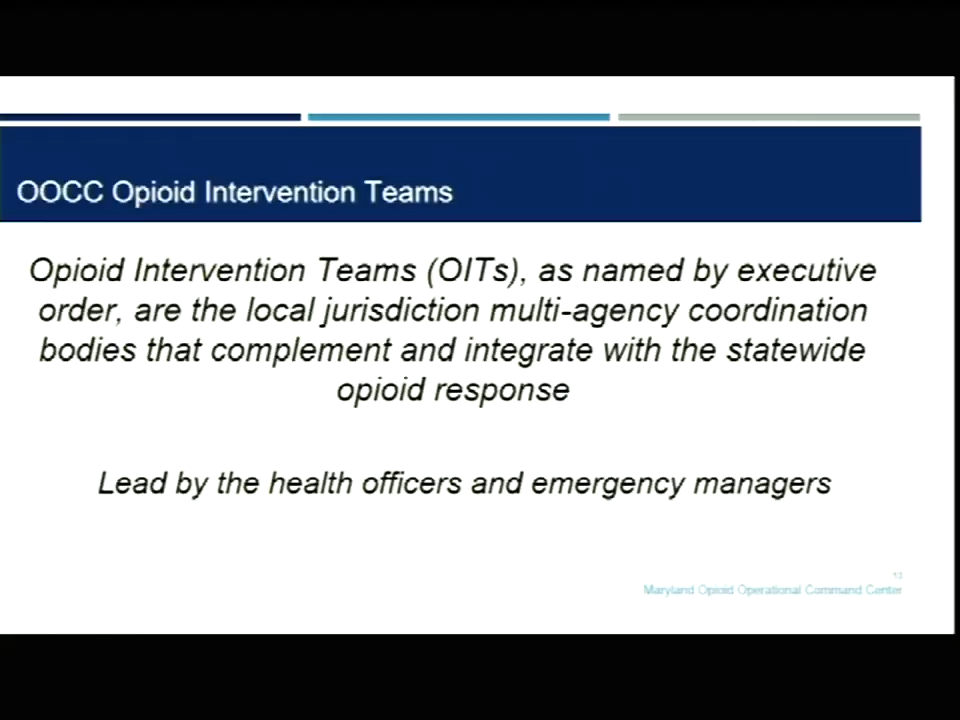 OOCC Opioid Intervention Teams
Opioid Intervention Teams (OITs), as named by executive
order, are the local jurisdiction multi-agency coordination
bodies that complement and integrate with the statewide
opioid response
Lead by the health officers and emergency managers
13
Maryland Opioid Operational Command Center